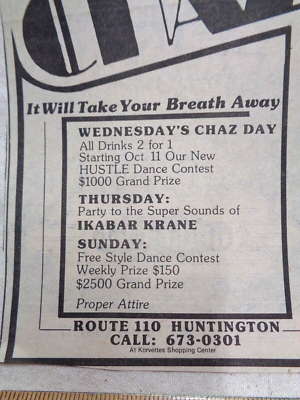 It Will Take Your Breath Away
WEDNESDAY'S CHAZ DAY
All Drinks 2 for 1
Starting Oct 11 Our New
HUSTLE Dance Contest
$1000 Grand Prize
THURSDAY:
Party to the Super Sounds of
IKABAR KRANE
SUNDAY:
Free Style Dance Contest
Weekly Prize $150
$2500 Grand Prize
Proper Attire
ROUTE 110 HUNTINGTON
CALL: 673-0301
At Korvettes Shopping Center